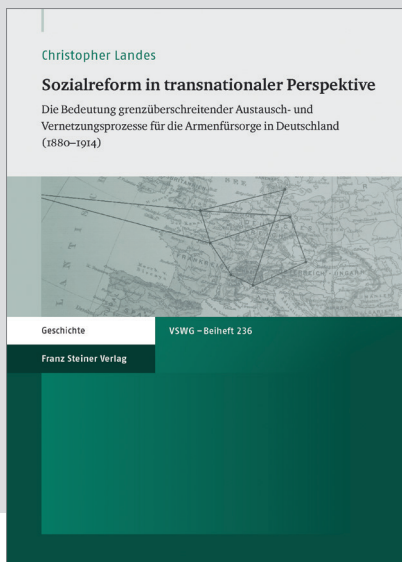 Christopher Landes
Sozialreform in transnationaler Perspektive
Die Bedeutung grenzüberschreitender Austausch- und
Vernetzungsprozesse für die Armenfürsorge in Deutschland
(1880–1914)
Geschichte
VSWG – Beiheft 236
Franz Steiner Verlag